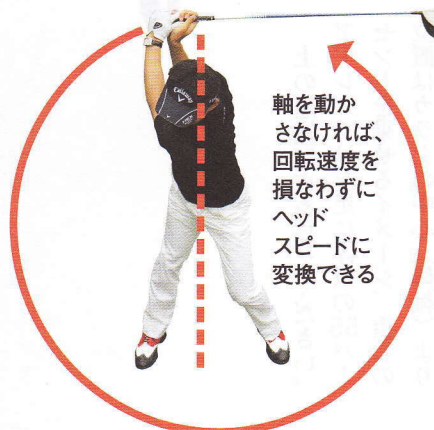 Callaway
軸を動か
さなければ、
回転速度を
損なわずに
ヘッド
スピードに
変換できる